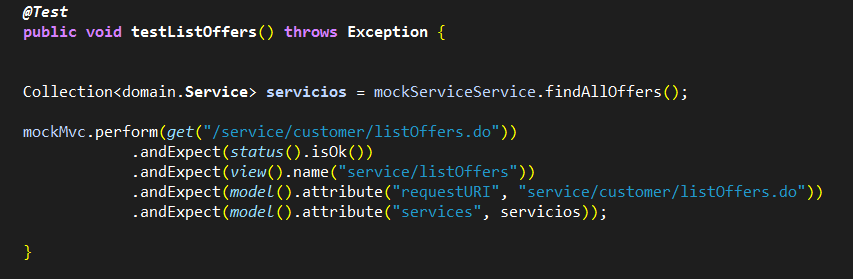 @Test
public void testListOffers() throws Exception {
Collection<domain.Service> servicios = mockServiceService.findAllOffers();
mockMvc.perform(get("/service/customer/listOffers.do"))
.andExpect(status().isOk())
.andExpect(view().name("service/listOffers"))
.andExpect(model().attribute("requestURI", "service/customer/listOffers.do"))
.andExpect(model().attribute("services", servicios));
}